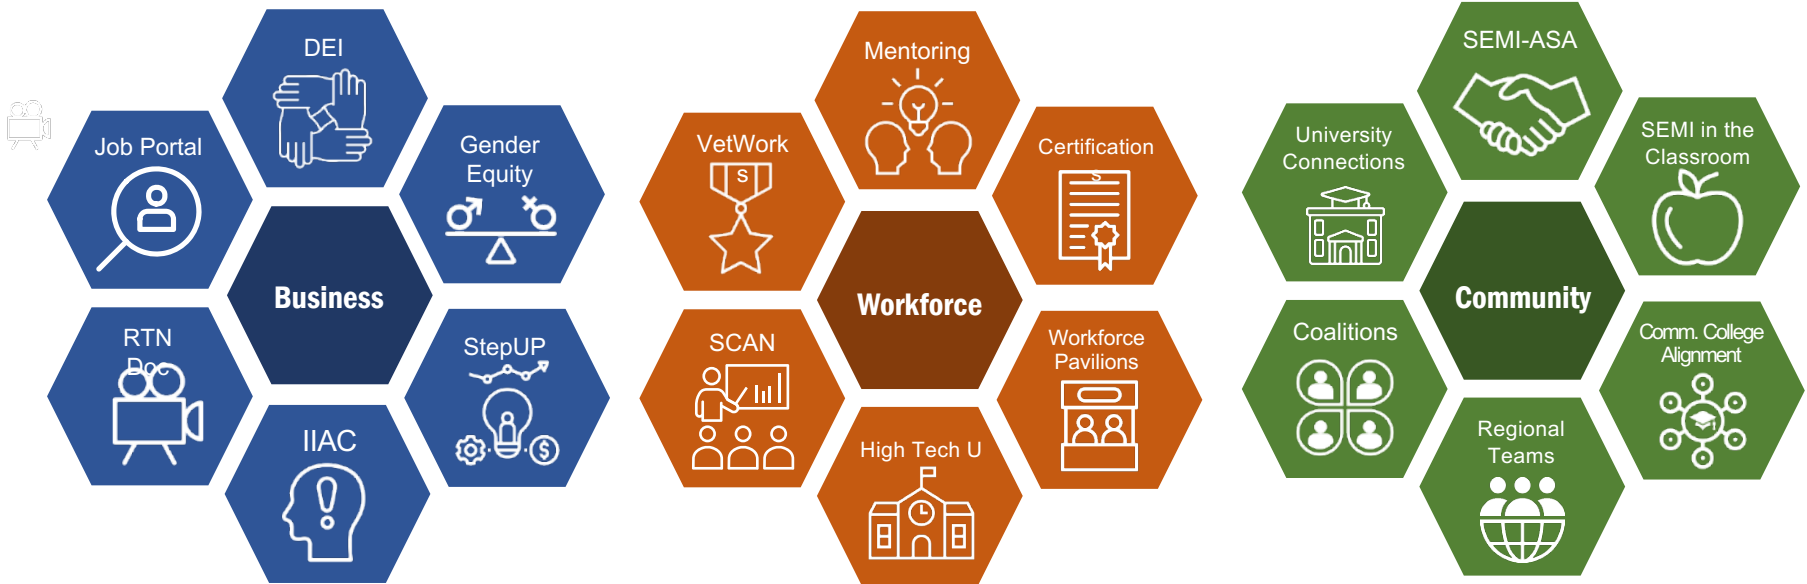 DEI
Job Portal
Gender
Equity
Business
RTN
Doc
StepUP
IIAC
$
Mentoring
VetWork
s
Certification
s
Workforce
SCAN
Workforce
Pavilions
High Tech U
SEMI-ASA
University
Connections
SEMI in the
Classroom
Community
Coalitions
Comm. College
Alignment
Regional
Teams